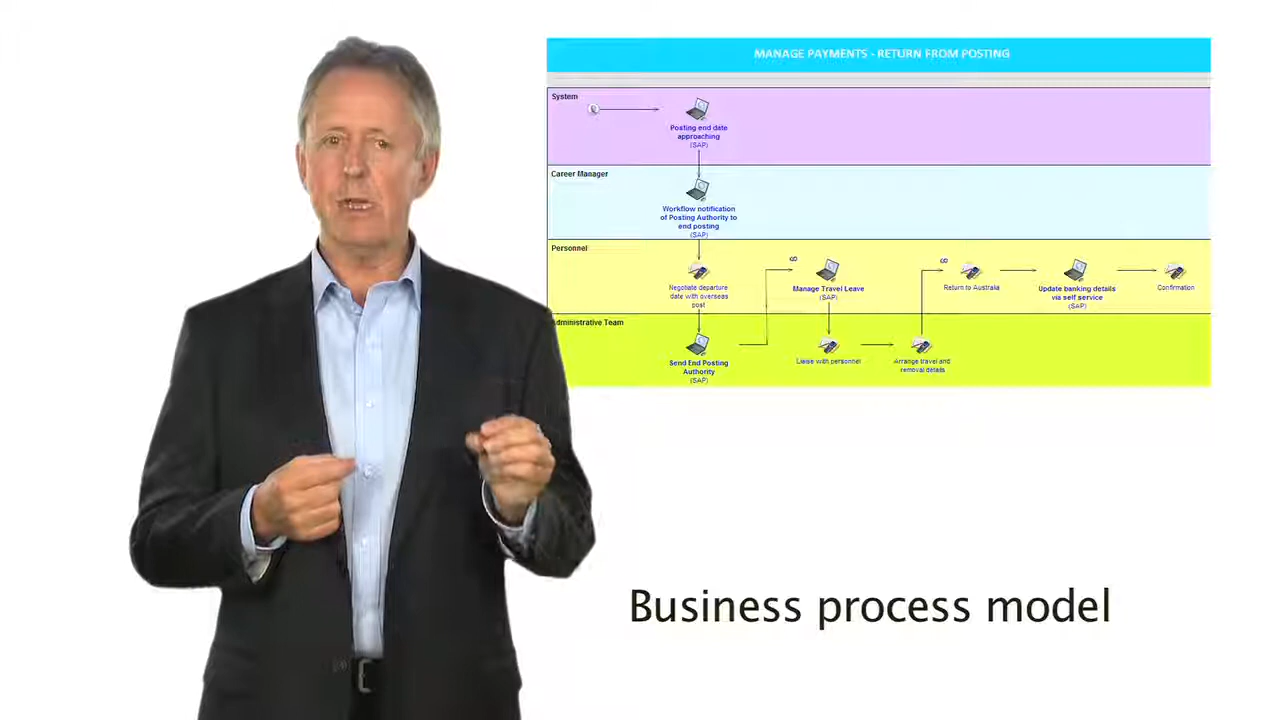 MANAGE PAYMENTS - RETURN FROM POSTING
System
Posting end date
approaching
(SAP)
Career Manager
Workflow notification
of Posting Authority to
end posting
(SAP)
Personnel
Negotiate departure
date with overseas
post
Manage Travel Leave
(SAP)
Return to Australia
Update banking details
via self service
(SAP)
Confirmation
Administrative Team
Send End Posting
Authority
(SAP)
Liaise with personnel
Arrange travel and
removal details
Business process model